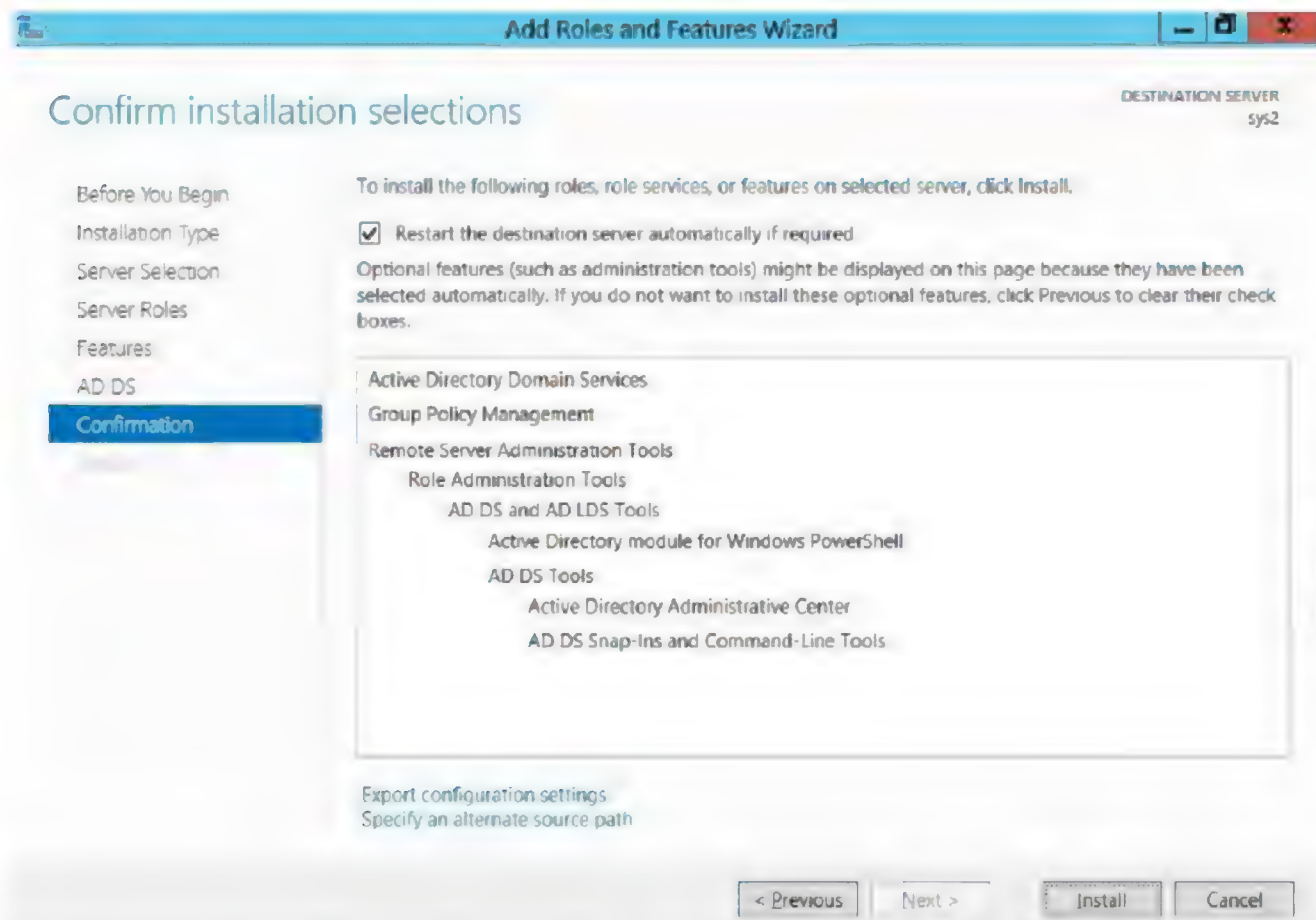 Add Roles and Features Wizard
Confirm installation selections
DESTINATION SERVER
sys2
Before You Begin
Installation Type
Server Selection
Server Roles
Features
AD DS
Confirmation
To install the following roles, role services, or features on selected server, click Install.
Restart the destination server automatically if required
Optional features (such as administration tools) might be displayed on this page because they have been
selected automatically. If you do not want to install these optional features, click Previous to clear their check
boxes.
Active Directory Domain Services
Group Policy Management
Remote Server Administration Tools
Role Administration Tools
AD DS and AD LDS Tools
Active Directory module for Windows PowerShell
AD DS Tools
Active Directory Administrative Center
AD DS Snap-Ins and Command-Line Tools
Export configuration settings
Specify an alternate source path
< Previous
Next >
Install
Cancel